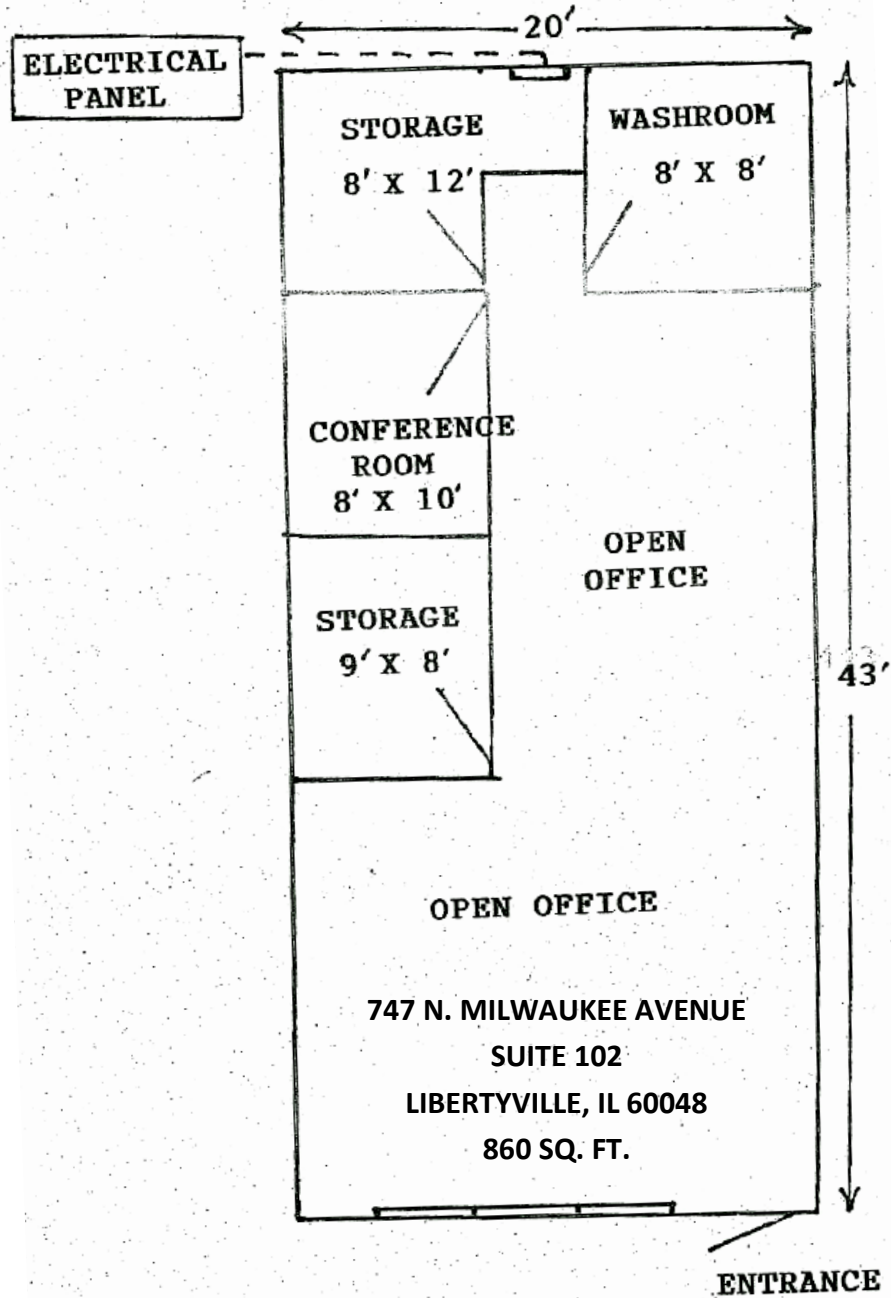 20'
ELECTRICAL
PANEL
STORAGE
8' X 12'
WASHROOM
8' X 8'
CONFERENCE
ROOM
8' X 10'
OPEN
OFFICE
STORAGE
9' X 8'
43'
OPEN OFFICE
747 N. MILWAUKEE AVENUE
SUITE 102
LIBERTYVILLE, IL 60048
860 SQ. FT.
ENTRANCE